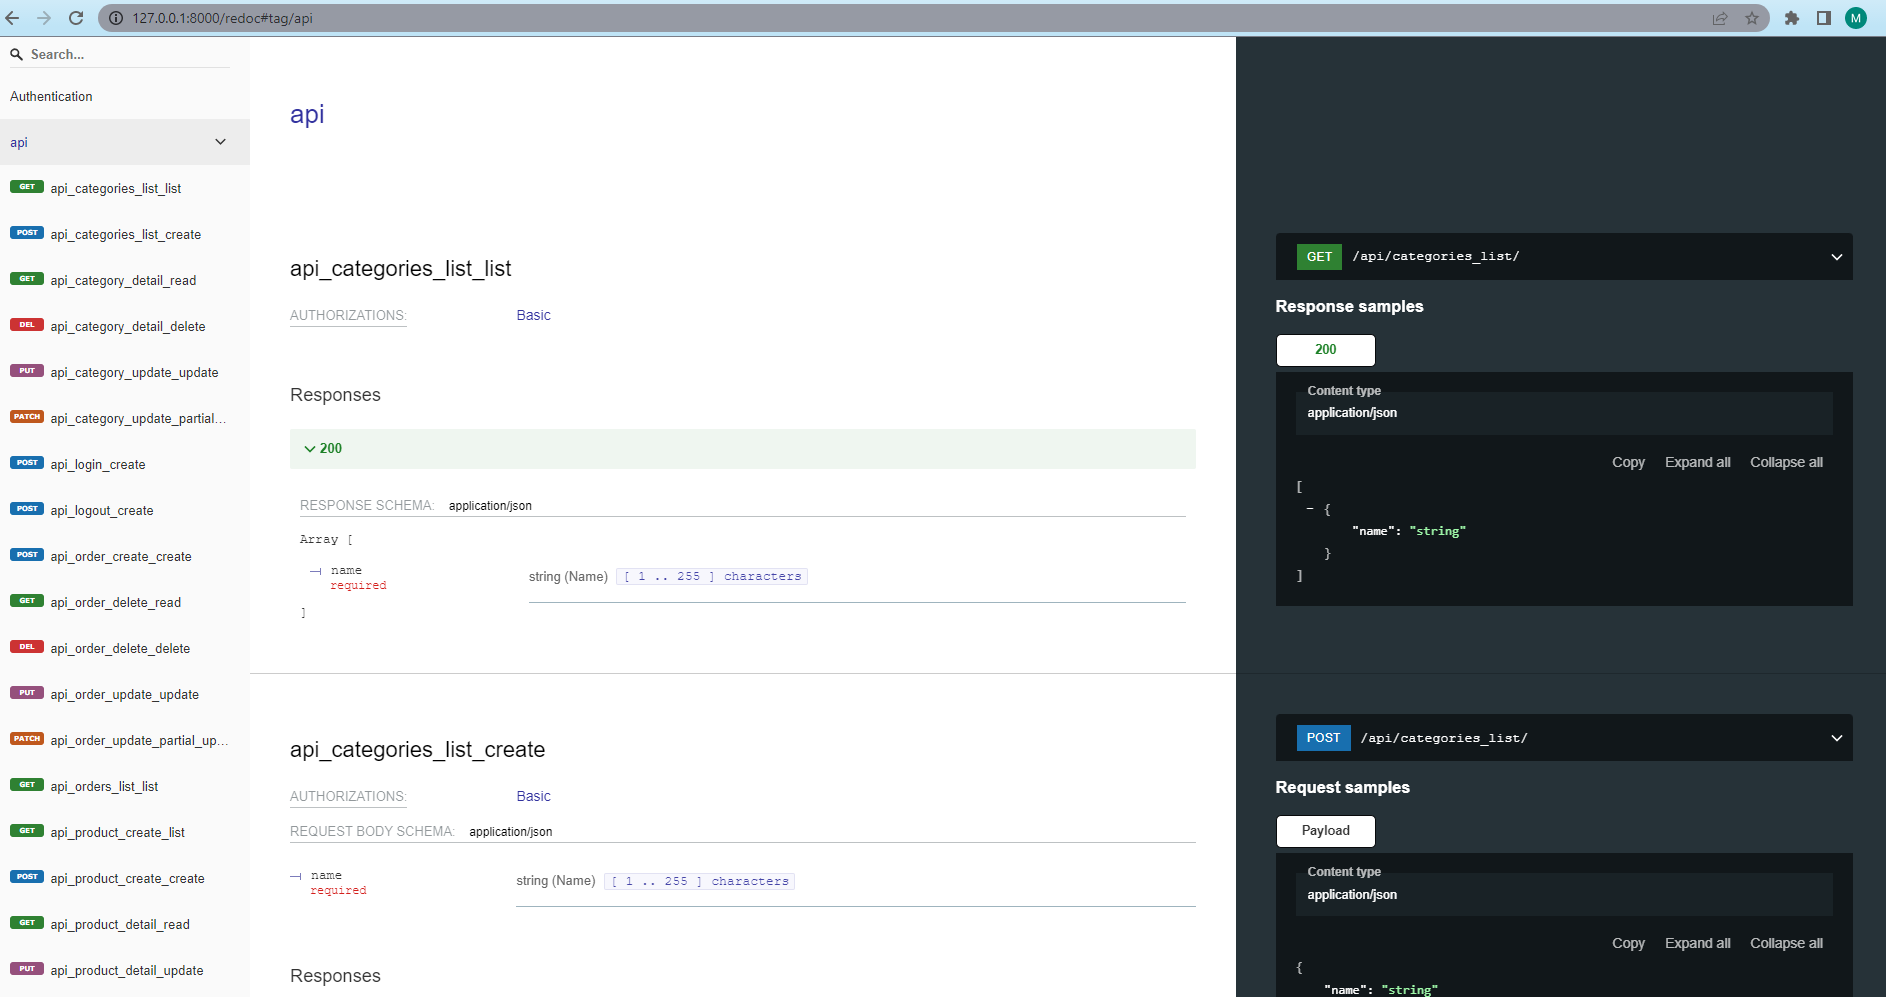 127.0.0.1:8000/redoc#tag/api
M
Search...
Authentication
api
GET api_categories_list_list
POST api_categories_list_create
GET api_category_detail_read
DEL api_category_detail_delete
PUT api_category_update_update
PATCH api_category_update_partial...
POST api_login_create
POST api_logout_create
POST api_order_create_create
GET api_order_delete_read
DEL api_order_delete_delete
PUT api_order_update_update
PATCH api_order_update_partial_up...
GET api_orders_list_list
GET api_product_create_list
POST api_product_create_create
GET api_product_detail_read
PUT api_product_detail_update
api
api_categories_list_list
AUTHORIZATIONS: Basic
Responses
200
RESPONSE SCHEMA: application/json
Array [
name string (Name) [ 1 .. 255 ] characters
required
]
api_categories_list_create
AUTHORIZATIONS: Basic
REQUEST BODY SCHEMA: application/json
name string (Name) [ 1 .. 255 ] characters
required
Responses
GET /api/categories_list/
Response samples
200
Content type
application/json
Copy Expand all Collapse all
[
- {
"name": "string"
}
]
POST /api/categories_list/
Request samples
Payload
Content type
application/json
Copy Expand all Collapse all
{
"name": "string"